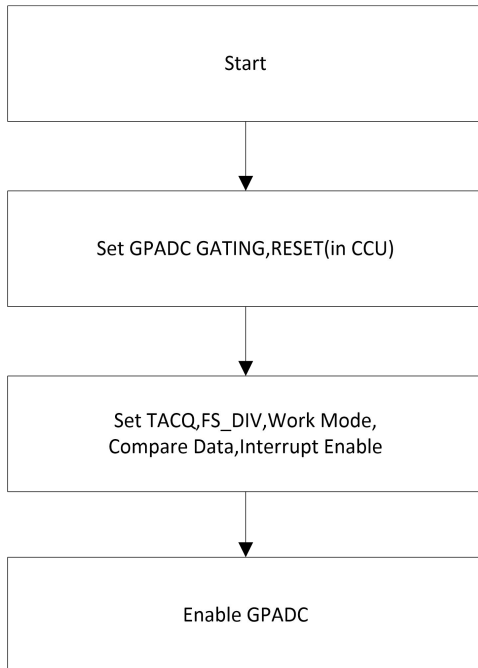 Start
Set GPADC GATING,RESET(in CCU)
Set TACQ,FS_DIV,Work Mode,
Compare Data,Interrupt Enable
Enable GPADC